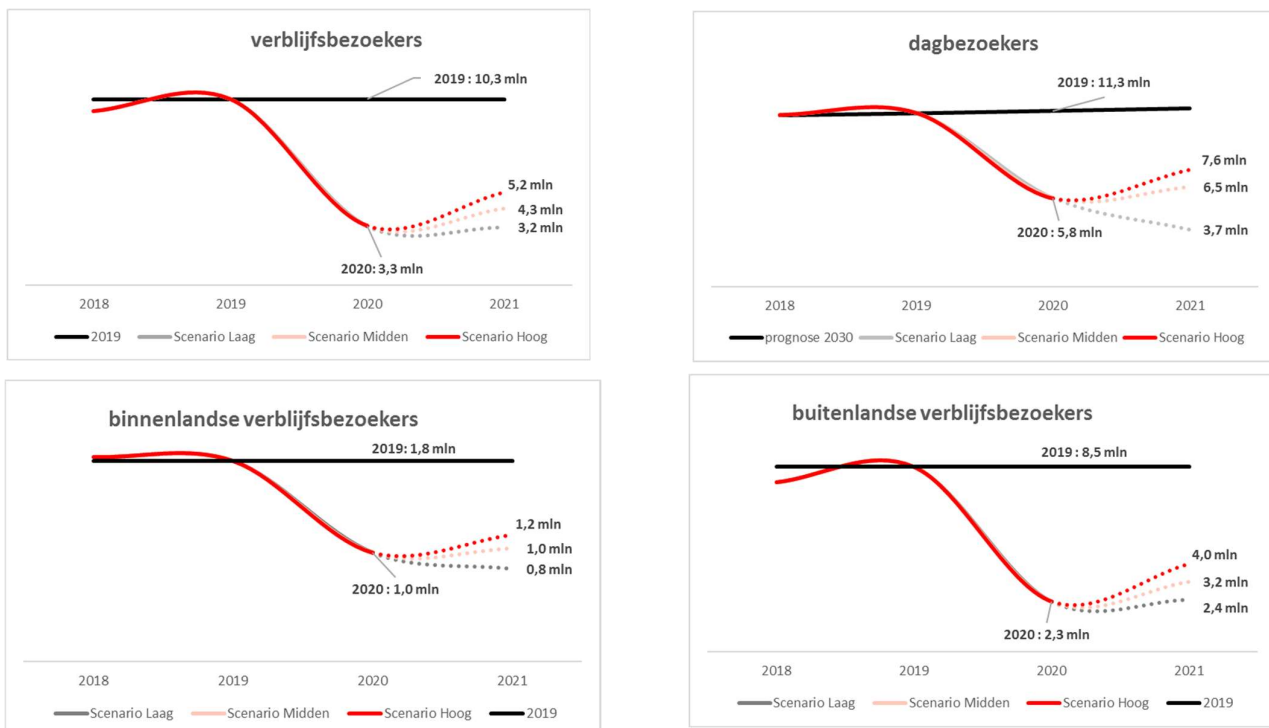 verblijfsbezoekers
2019 : 10,3 mln
5,2 mln
4,3 mln
3,2 mln
2020: 3,3 mln
2018 2019 2020 2021
2019 Scenario Laag Scenario Midden Scenario Hoog
dagbezoekers
2019 : 11,3 mln
7,6 mln
6,5 mln
2020 : 5,8 mln
3,7 mln
2018 2019 2020 2021
prognose 2030 Scenario Laag Scenario Midden Scenario Hoog
binnenlandse verblijfsbezoekers
2019: 1,8 mln
1,2 mln
1,0 mln
0,8 mln
2020 : 1,0 mln
2018 2019 2020 2021
Scenario Laag Scenario Midden Scenario Hoog 2019
buitenlandse verblijfsbezoekers
2019 : 8,5 mln
4,0 mln
3,2 mln
2,4 mln
2020 : 2,3 mln
2018 2019 2020 2021
Scenario Laag Scenario Midden Scenario Hoog 2019